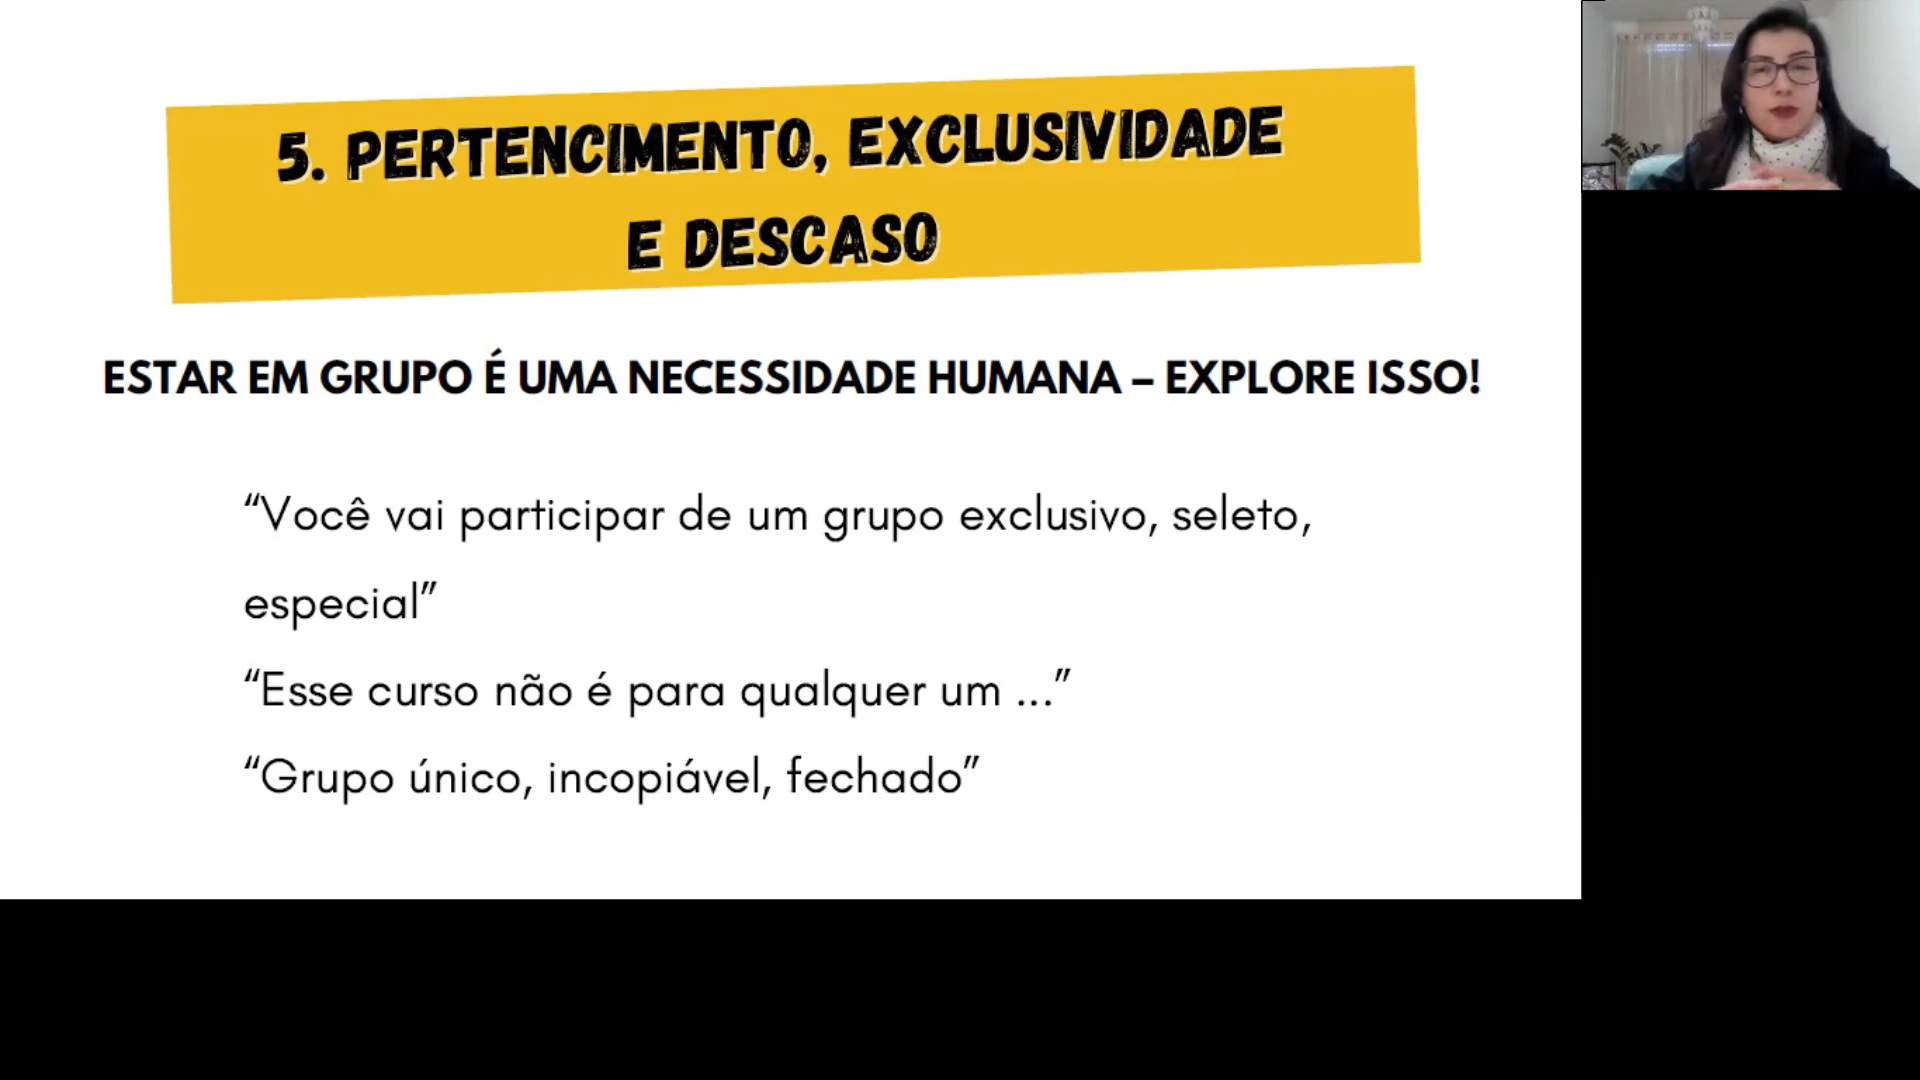 5. PERTENCIMENTO, EXCLUSIVIDADE
E DESCASO
ESTAR EM GRUPO É UMA NECESSIDADE HUMANA – EXPLORE ISSO!
“Você vai participar de um grupo exclusivo, seleto,
especial”
“Esse curso não é para qualquer um ...”
“Grupo único, incopiável, fechado”